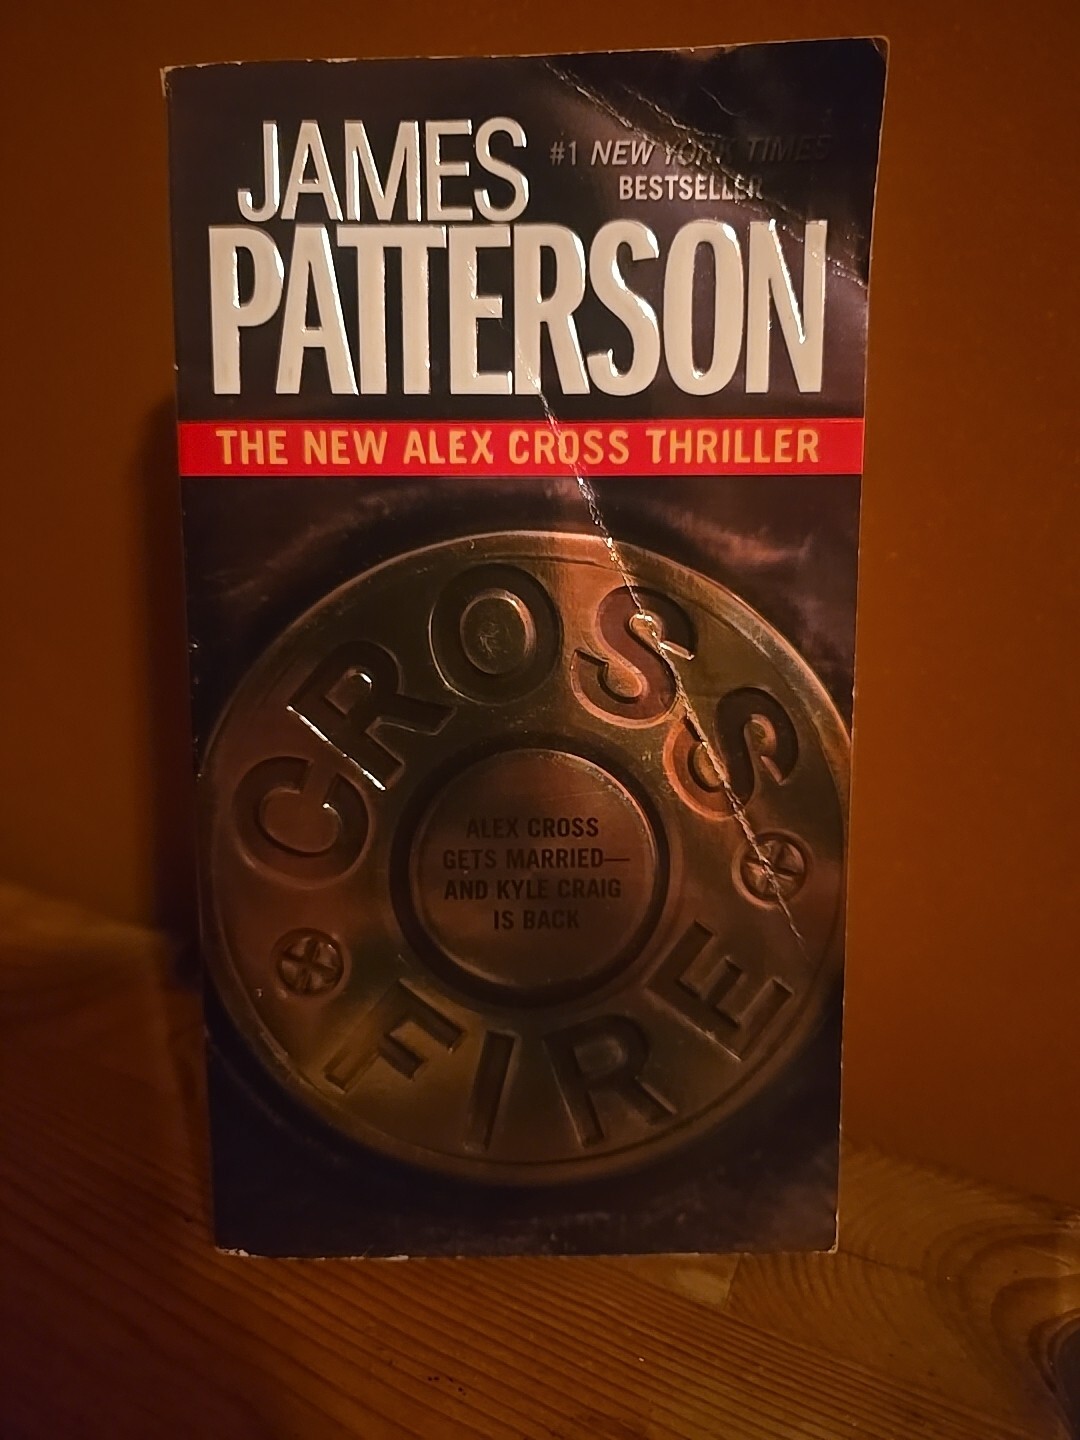 JAMES
#1 NEW YORK TIMES
BESTSELLER
PATTERSON
THE NEW ALEX CROSS THRILLER
CROSS
ALEX CROSS
GETS MARRIED—
AND KYLE CRAIG
IS BACK
FIRE